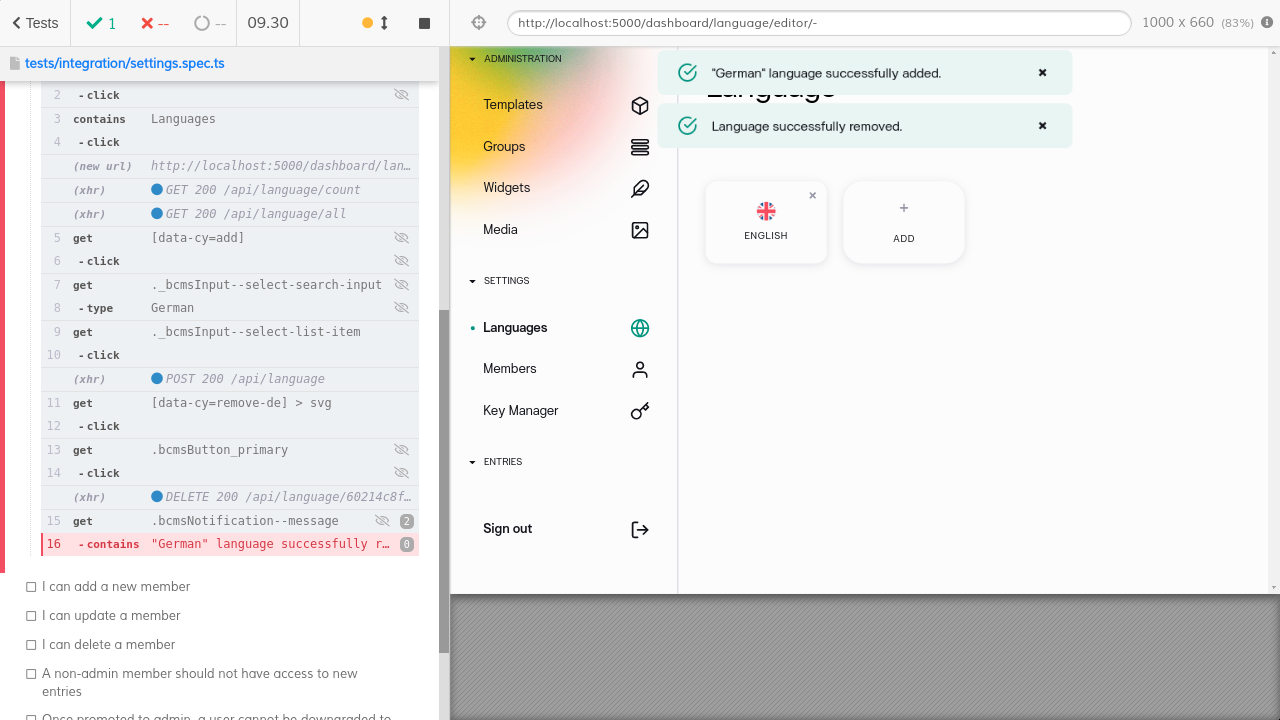 Tests
1
--
--
09.30
http://localhost:5000/dashboard/language/editor/-
1000 x 660 (83%)
tests/integration/settings.spec.ts
2 - click
3 contains Languages
4 - click
(new url) http://localhost:5000/dashboard/lan…
(xhr) GET 200 /api/language/count
(xhr) GET 200 /api/language/all
5 get [data-cy=add]
6 - click
7 get ._bcmsInput--select-search-input
8 - type German
9 get ._bcmsInput--select-list-item
10 - click
(xhr) POST 200 /api/language
11 get [data-cy=remove-de] > svg
12 - click
13 get .bcmsButton_primary
14 - click
(xhr) DELETE 200 /api/language/60214c8f…
15 get .bcmsNotification--message 2
16 - contains "German" language successfully r… 0
I can add a new member
I can update a member
I can delete a member
A non-admin member should not have access to new
entries
Once promoted to admin, a user cannot be downgraded to
ADMINISTRATION
Templates
Groups
Widgets
Media
SETTINGS
Languages
Members
Key Manager
ENTRIES
Sign out
"German" language successfully added.
Language
Language successfully removed.
ENGLISH
ADD